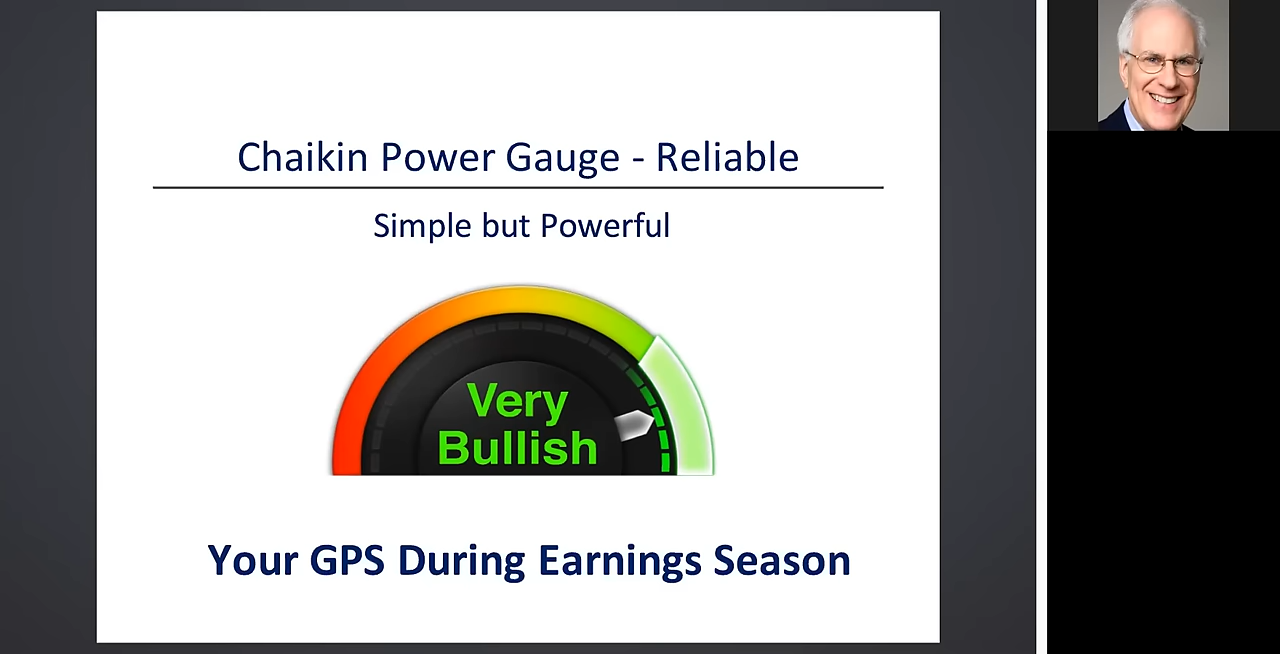 Chaikin Power Gauge - Reliable
Simple but Powerful
Very
Bullish
Your GPS During Earnings Season